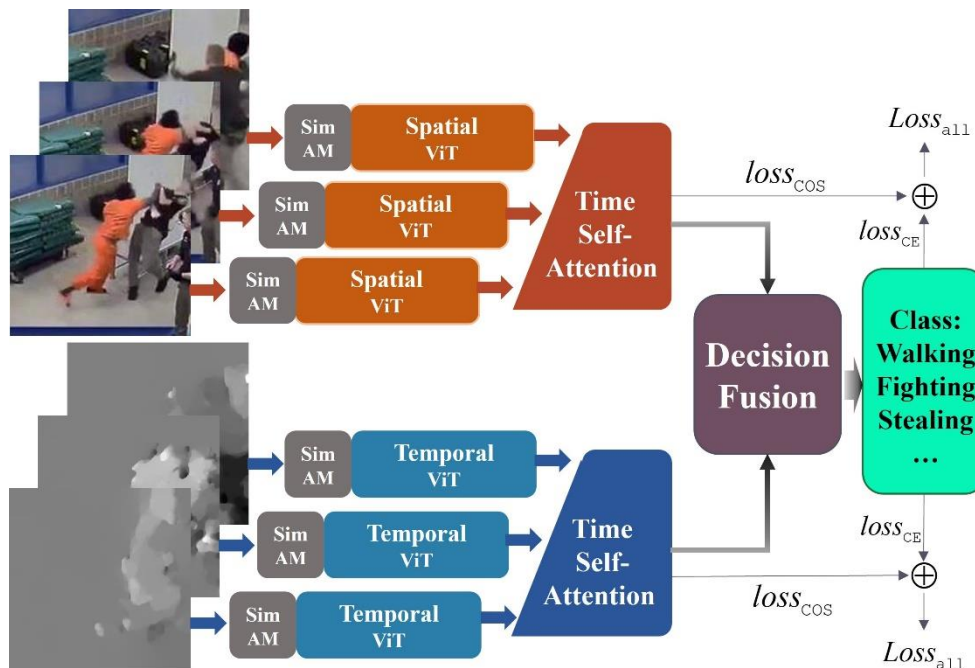 Sim
AM
Spatial
ViT
Sim
AM
Spatial
ViT
Sim
AM
Spatial
ViT
Time
Self-
Attention
loss_COS
Loss_all
⊕
loss_CE
Decision
Fusion
Class:
Walking
Fighting
Stealing
...
Sim
AM
Temporal
ViT
Sim
AM
Temporal
ViT
Sim
AM
Temporal
ViT
Time
Self-
Attention
loss_CE
⊕
loss_COS
Loss_all